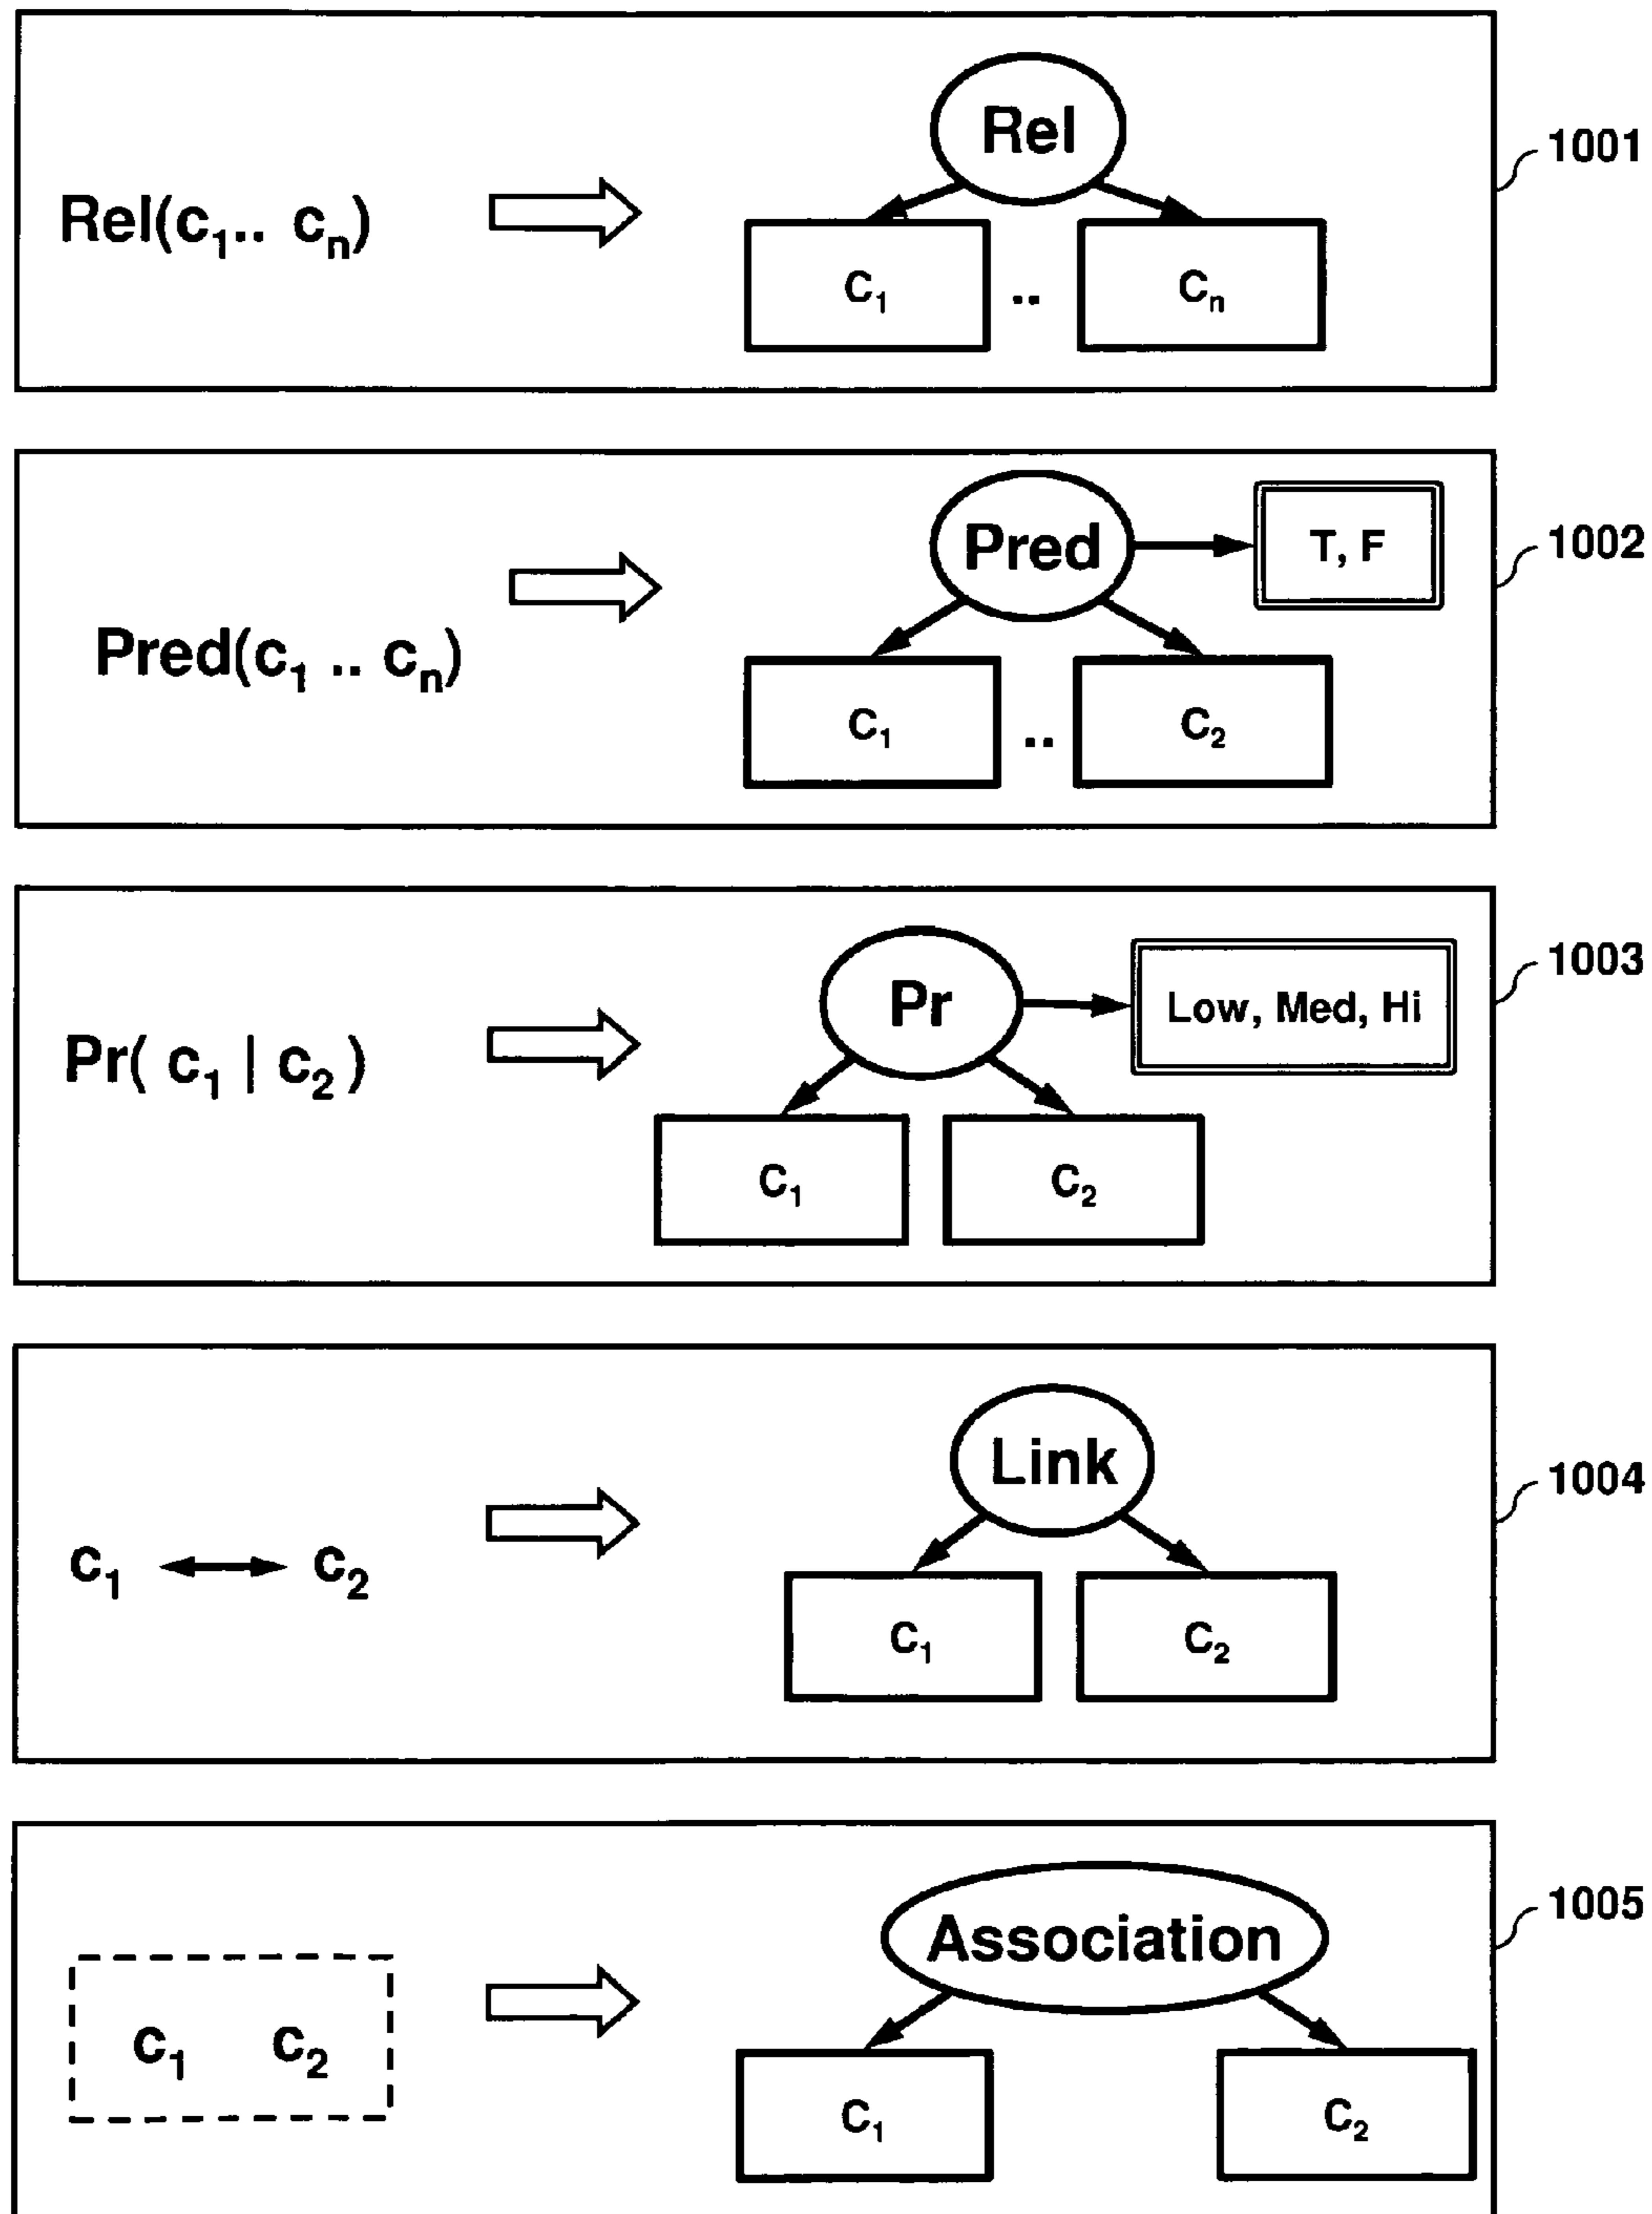 Rel
1001
Rel(c₁.. cₙ)
C₁ .. Cₙ
Pred
T, F
1002
Pred(c₁ .. cₙ)
C₁ .. C₂
Pr
Low, Med, Hi
1003
Pr( c₁ | c₂ )
C₁ C₂
Link
1004
c₁ ↔ c₂
C₁ C₂
Association
1005
c₁ c₂
C₁ C₂